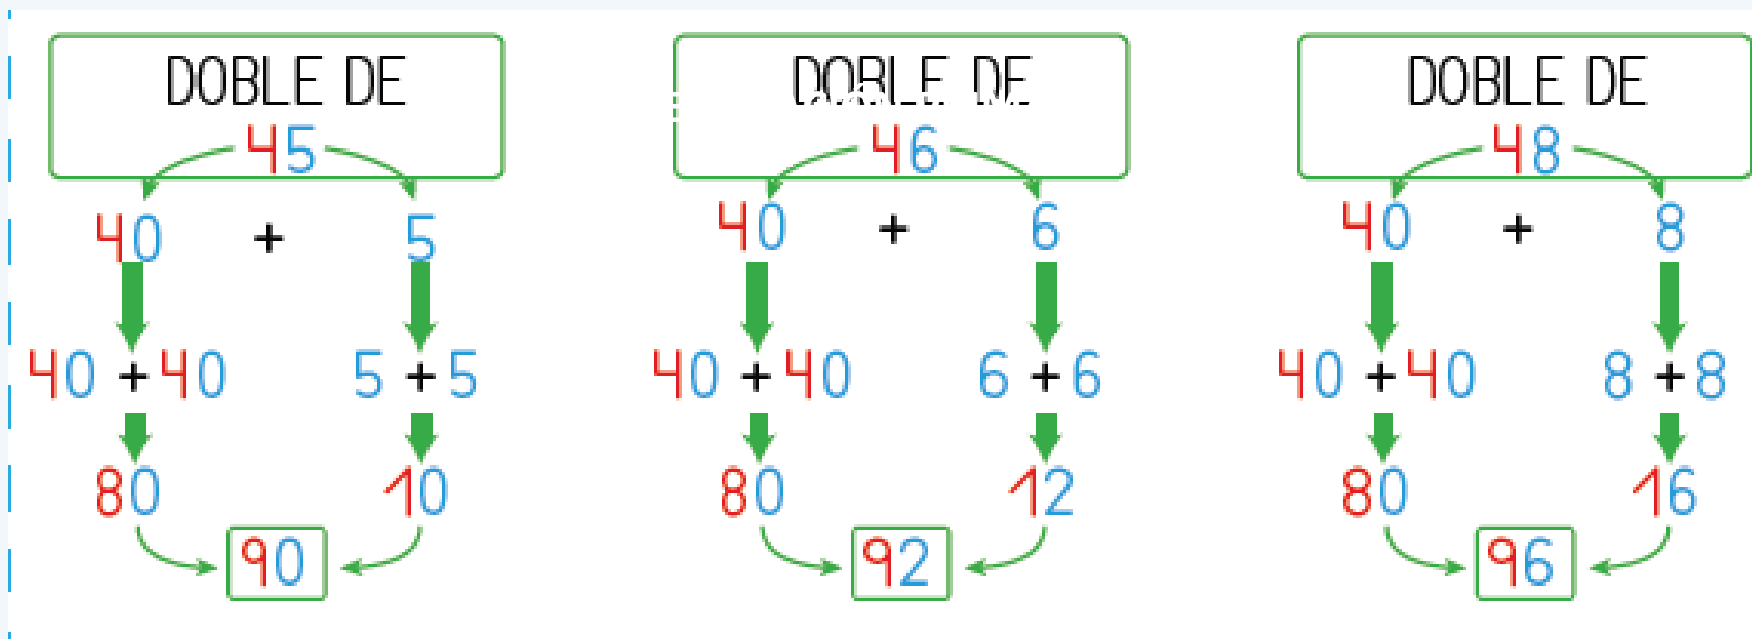 DOBLE DE
45
40 + 5
40 + 40 5 + 5
80 10
90
DOBLE DE
46
40 + 6
40 + 40 6 + 6
80 12
92
DOBLE DE
48
40 + 8
40 + 40 8 + 8
80 16
96